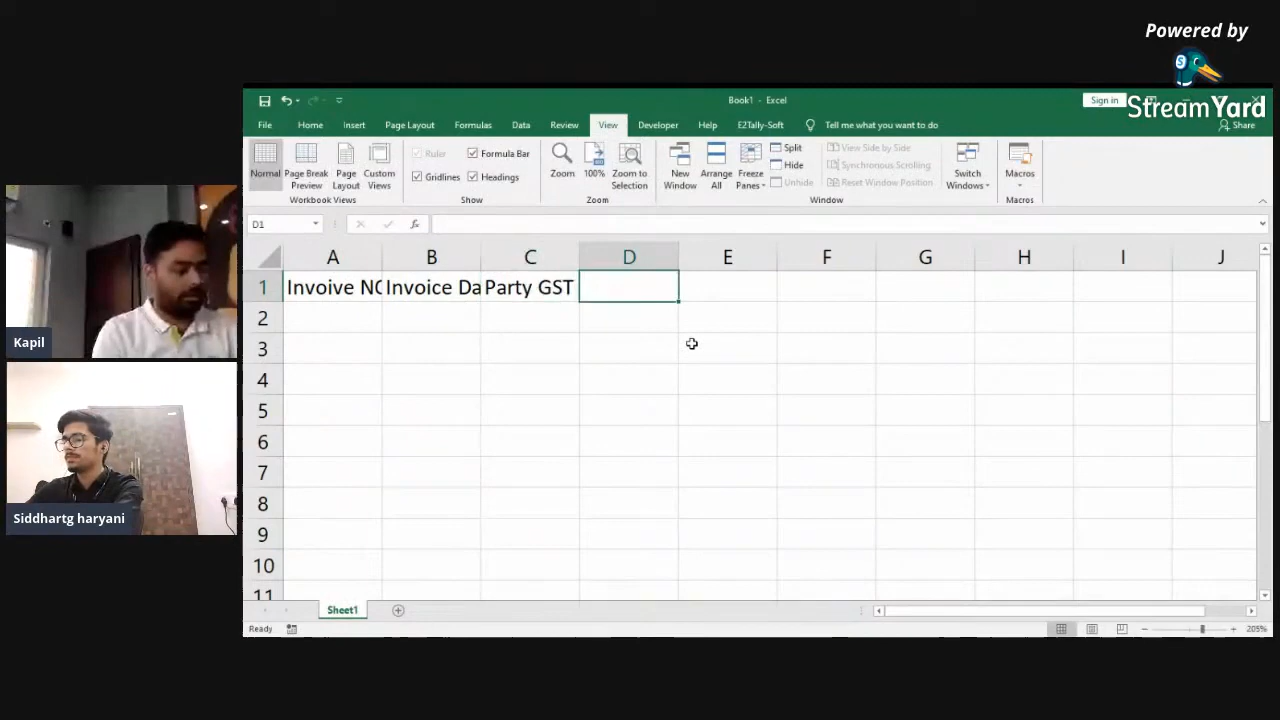 Powered by
StreamYard
Book1 - Excel
Sign in
File Home Insert Page Layout Formulas Data Review View Developer Help E2Tally-Soft Tell me what you want to do Share
Ruler Formula Bar
Gridlines Headings
Normal Page Break Preview Page Layout Custom Views
Zoom 100% Zoom to Selection
New Window Arrange All Freeze Panes
Split
Hide
Unhide
View Side by Side
Synchronous Scrolling
Reset Window Position
Switch Windows
Macros
Workbook Views Show Zoom Window Macros
D1 fx
A B C D E F G H I J
1 Invoive NO Invoice Da Party GST
2
3
4
5
6
7
8
9
10
11
Kapil
Siddhartg haryani
Sheet1
Ready 205%